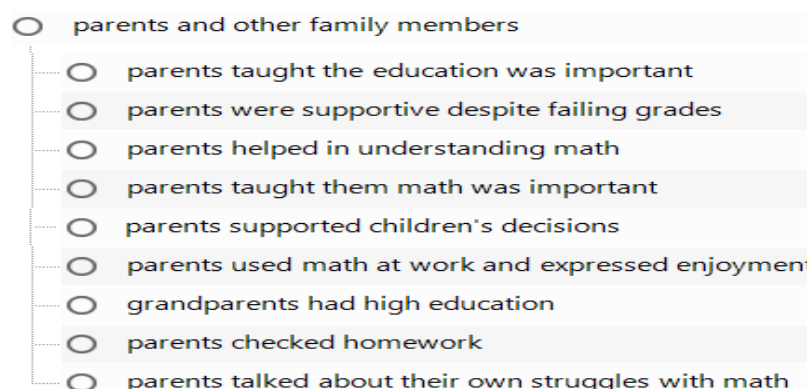 parents and other family members
parents taught the education was important
parents were supportive despite failing grades
parents helped in understanding math
parents taught them math was important
parents supported children's decisions
parents used math at work and expressed enjoyment
grandparents had high education
parents checked homework
parents talked about their own struggles with math